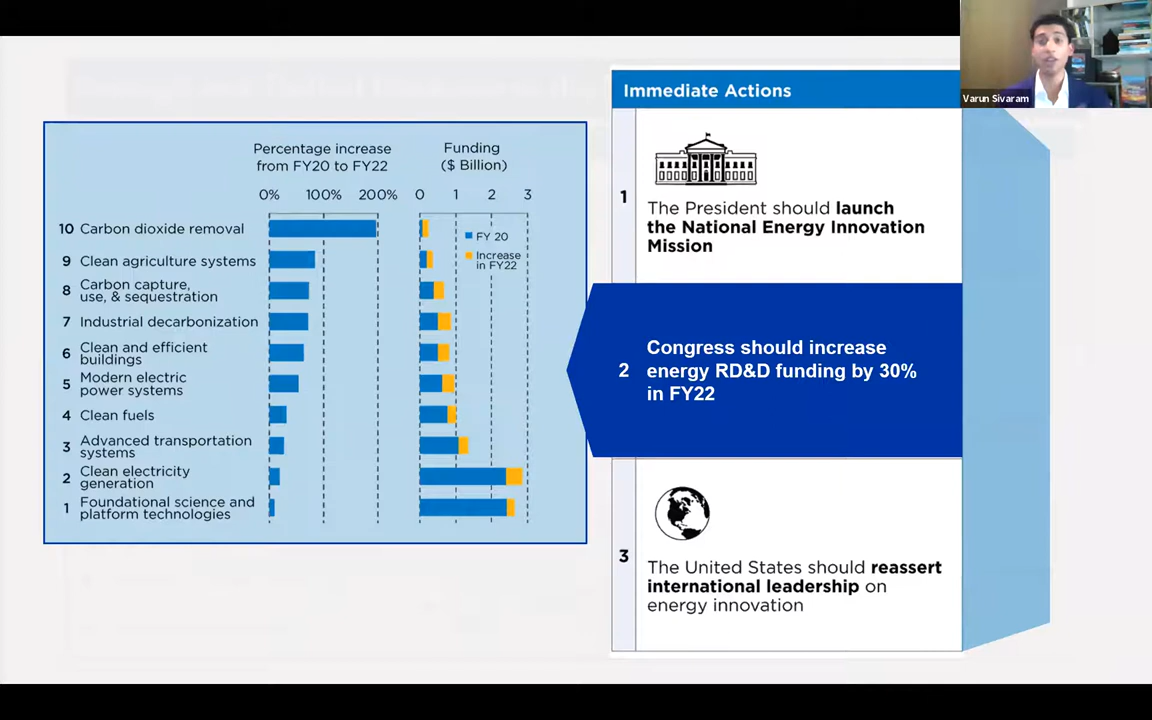 Varun Sivaram
Immediate Actions
Percentage increase
from FY20 to FY22
0% 100% 200%
Funding
($ Billion)
0 1 2 3
FY 20
Increase
in FY22
10 Carbon dioxide removal
9 Clean agriculture systems
8 Carbon capture,
use, & sequestration
7 Industrial decarbonization
6 Clean and efficient
buildings
5 Modern electric
power systems
4 Clean fuels
3 Advanced transportation
systems
2 Clean electricity
generation
1 Foundational science and
platform technologies
1
The President should launch
the National Energy Innovation
Mission
2
Congress should increase
energy RD&D funding by 30%
in FY22
3
The United States should reassert
international leadership on
energy innovation